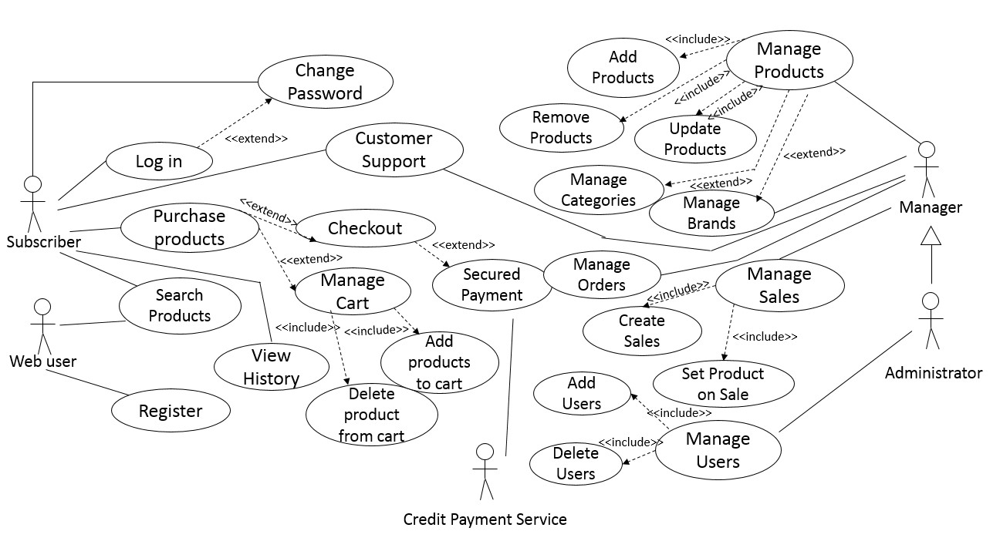 <<include>>
Manage
Products
Add
Products
Change
Password
<<include>>
<<include>>
Remove
Products
Update
Products
<<extend>>
Customer
Support
Log in
<<extend>>
Manage
Categories
<<extend>>
Manage
Brands
Manager
Subscriber
Purchase
products
<<extend>>
Checkout
<<extend>>
<<extend>>
Secured
Payment
Manage
Orders
Manage
Sales
Manage
Cart
<<include>>
Search
Products
Create
Sales
<<include>>
<<include>>
<<include>>
Add
products
to cart
Web user
View
History
Set Product
on Sale
Administrator
Add
Users
Delete
product
from cart
Register
<<include>>
<<include>>
Manage
Users
Delete
Users
Credit Payment Service